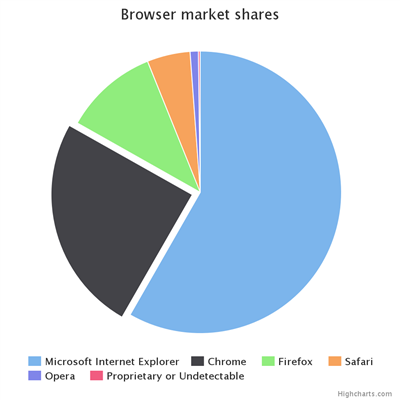 Browser market shares
Microsoft Internet Explorer Chrome Firefox Safari
Opera Proprietary or Undetectable
Highcharts.com